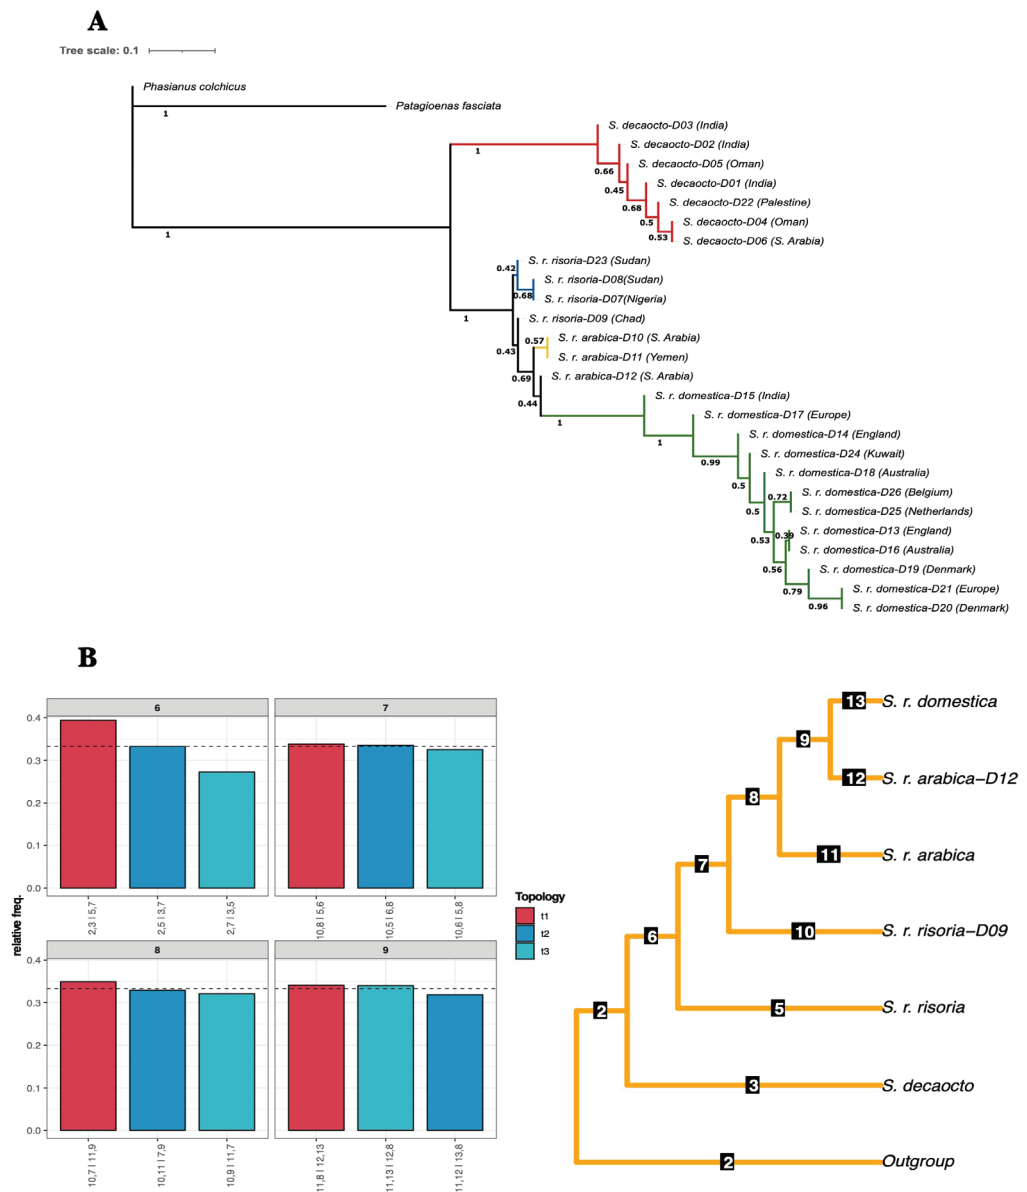 A
Tree scale: 0.1
Phasianus colchicus
Patagioenas fasciata
1
S. decaocto-D03 (India)
S. decaocto-D02 (India)
1
S. decaocto-D05 (Oman)
0.66
S. decaocto-D01 (India)
0.45
S. decaocto-D22 (Palestine)
0.68
S. decaocto-D04 (Oman)
0.5
1
0.53
S. decaocto-D06 (S. Arabia)
S. r. risoria-D23 (Sudan)
0.42
S. r. risoria-D08(Sudan)
0.68
S. r. risoria-D07(Nigeria)
1
S. r. risoria-D09 (Chad)
0.57
S. r. arabica-D10 (S. Arabia)
0.43
S. r. arabica-D11 (Yemen)
0.69
S. r. arabica-D12 (S. Arabia)
S. r. domestica-D15 (India)
0.44
S. r. domestica-D17 (Europe)
1
S. r. domestica-D14 (England)
1
S. r. domestica-D24 (Kuwait)
0.99
S. r. domestica-D18 (Australia)
0.5
0.72
S. r. domestica-D26 (Belgium)
0.5
S. r. domestica-D25 (Netherlands)
S. r. domestica-D13 (England)
0.53
0.39
S. r. domestica-D16 (Australia)
0.56
S. r. domestica-D19 (Denmark)
0.79
S. r. domestica-D21 (Europe)
0.96
S. r. domestica-D20 (Denmark)
B
6
7
0.4
0.3
0.2
0.1
0.0
2,3 | 5,7
2,5 | 3,7
2,7 | 3,5
10,8 | 5,6
10,5 | 6,8
10,6 | 5,8
relative freq.
8
9
0.4
0.3
0.2
0.1
0.0
10,7 | 11,9
10,11 | 7,9
10,9 | 11,7
11,8 | 12,13
11,13 | 12,8
11,12 | 13,8
Topology
t1
t2
t3
13
S. r. domestica
9
12
S. r. arabica−D12
8
11
S. r. arabica
7
10
S. r. risoria−D09
6
5
S. r. risoria
2
3
S. decaocto
2
Outgroup